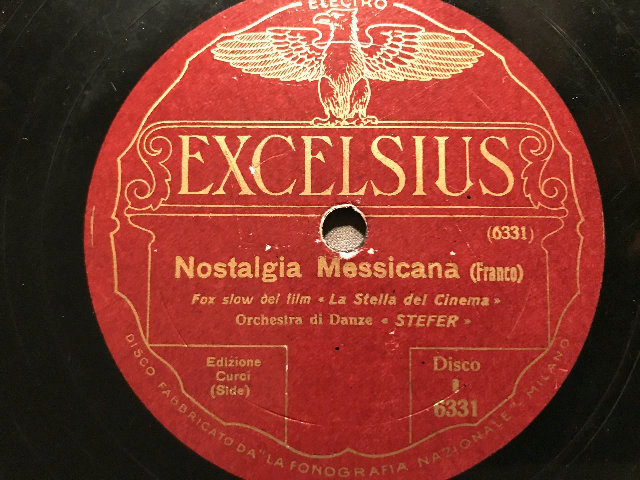 ELECTRO
EXCELSIUS
(6331)
Nostalgia Messicana (Franco)
Fox slow del film « La Stella del Cinema »
Orchestra di Danze « STEFER »
Edizione
Curci
(Side)
Disco
6331
DISCO FABBRICATO DA "LA FONOGRAFIA NAZIONALE" MILANO